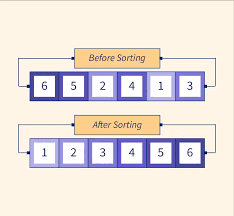 Before Sorting
6 5 2 4 1 3
After Sorting
1 2 3 4 5 6